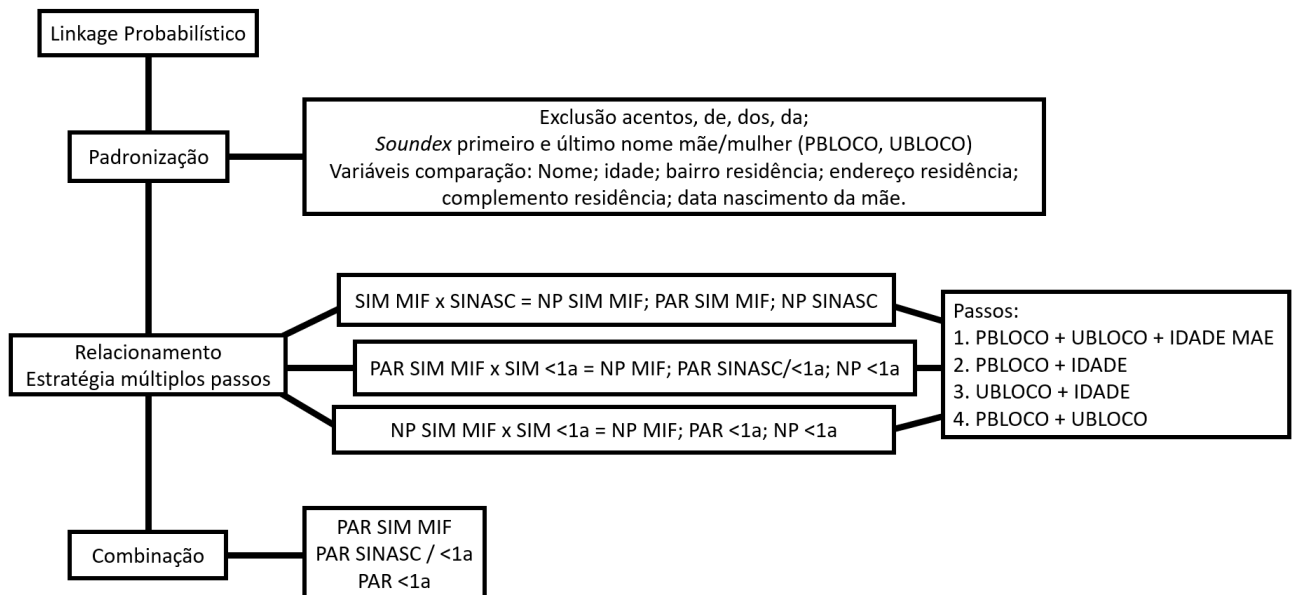 Linkage Probabilístico
Padronização
Exclusão acentos, de, dos, da;
Soundex primeiro e último nome mãe/mulher (PBLOCO, UBLOCO)
Variáveis comparação: Nome; idade; bairro residência; endereço residência;
complemento residência; data nascimento da mãe.
Relacionamento
Estratégia múltiplos passos
SIM MIF x SINASC = NP SIM MIF; PAR SIM MIF; NP SINASC
PAR SIM MIF x SIM <1a = NP MIF; PAR SINASC/<1a; NP <1a
NP SIM MIF x SIM <1a = NP MIF; PAR <1a; NP <1a
Passos:
1. PBLOCO + UBLOCO + IDADE MAE
2. PBLOCO + IDADE
3. UBLOCO + IDADE
4. PBLOCO + UBLOCO
Combinação
PAR SIM MIF
PAR SINASC / <1a
PAR <1a